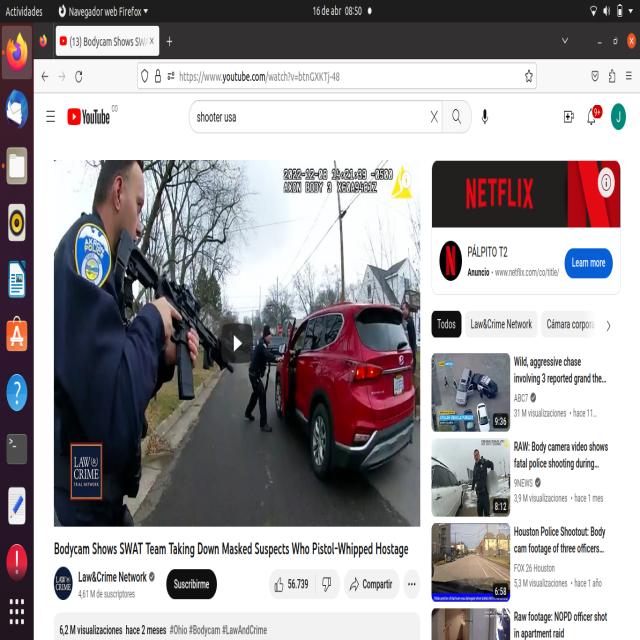 Actividades
Navegador web Firefox
16 de abr 08:50
(13) Bodycam Shows SWA
https://www.youtube.com/watch?v=btnGXKTj-48
YouTube CO
shooter usa
9+
J
2022-12-08 14:21:39 -0500
AXON BODY 3
AKRON
POLICE
LAW&
CRIME
TRIAL NETWORK
NETFLIX
PÁLPITO T2
Anuncio · www.netflix.com/co/title/
Learn more
Todos
Law&Crime Network
Cámara corpora
Wild, aggressive chase
involving 3 reported grand the...
ABC7
31 M visualizaciones · hace 11...
9:36
RAW: Body camera video shows
fatal police shooting during...
9NEWS
3,9 M visualizaciones · hace 1 mes
8:12
Houston Police Shootout: Body
cam footage of three officers...
FOX 26 Houston
5,3 M visualizaciones · hace 1 año
6:58
Raw footage: NOPD officer shot
in apartment raid
Bodycam Shows SWAT Team Taking Down Masked Suspects Who Pistol-Whipped Hostage
LAW&
CRIME
Law&Crime Network
4,61 M de suscriptores
Suscribirme
56.739
Compartir
6,2 M visualizaciones hace 2 meses #Ohio #Bodycam #LawAndCrime